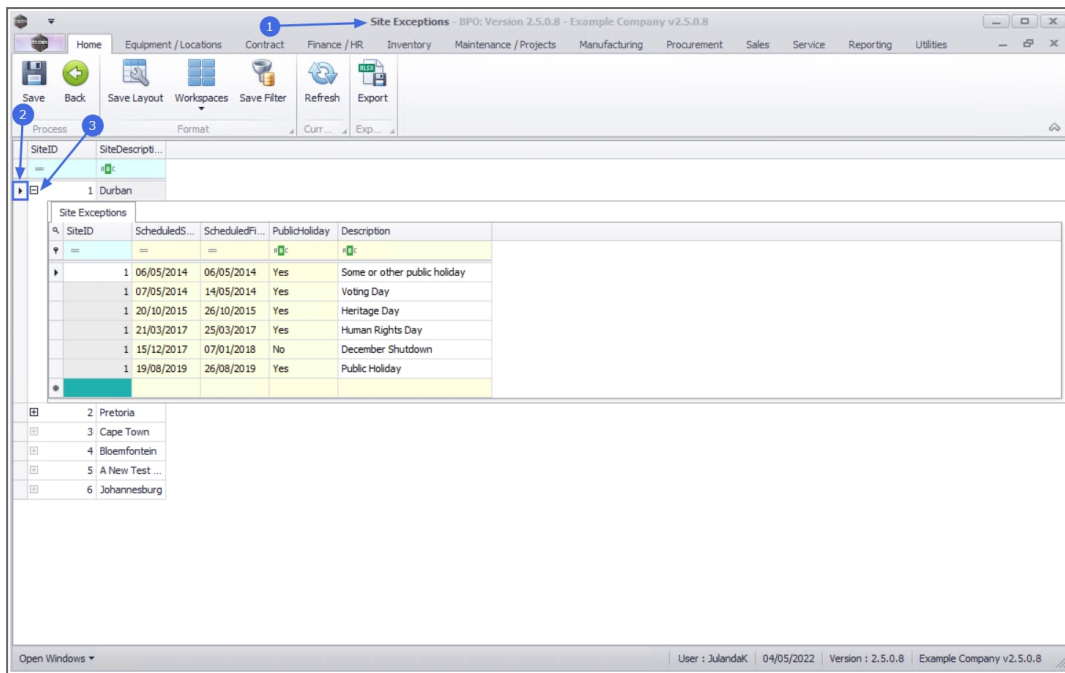 1
Site Exceptions - BPO: Version 2.5.0.8 - Example Company v2.5.0.8
Home Equipment / Locations Contract Finance / HR Inventory Maintenance / Projects Manufacturing Procurement Sales Service Reporting Utilities
XLSX
Save Back Save Layout Workspaces Save Filter Refresh Export
2 3
Process Format Curr... Exp...
SiteID SiteDescripti...
= ABC
1 Durban
Site Exceptions
SiteID ScheduledS... ScheduledFi... PublicHoliday Description
= = = ABC ABC
1 06/05/2014 06/05/2014 Yes Some or other public holiday
1 07/05/2014 14/05/2014 Yes Voting Day
1 20/10/2015 26/10/2015 Yes Heritage Day
1 21/03/2017 25/03/2017 Yes Human Rights Day
1 15/12/2017 07/01/2018 No December Shutdown
1 19/08/2019 26/08/2019 Yes Public Holiday
2 Pretoria
3 Cape Town
4 Bloemfontein
5 A New Test ...
6 Johannesburg
Open Windows User : JulandaK 04/05/2022 Version : 2.5.0.8 Example Company v2.5.0.8